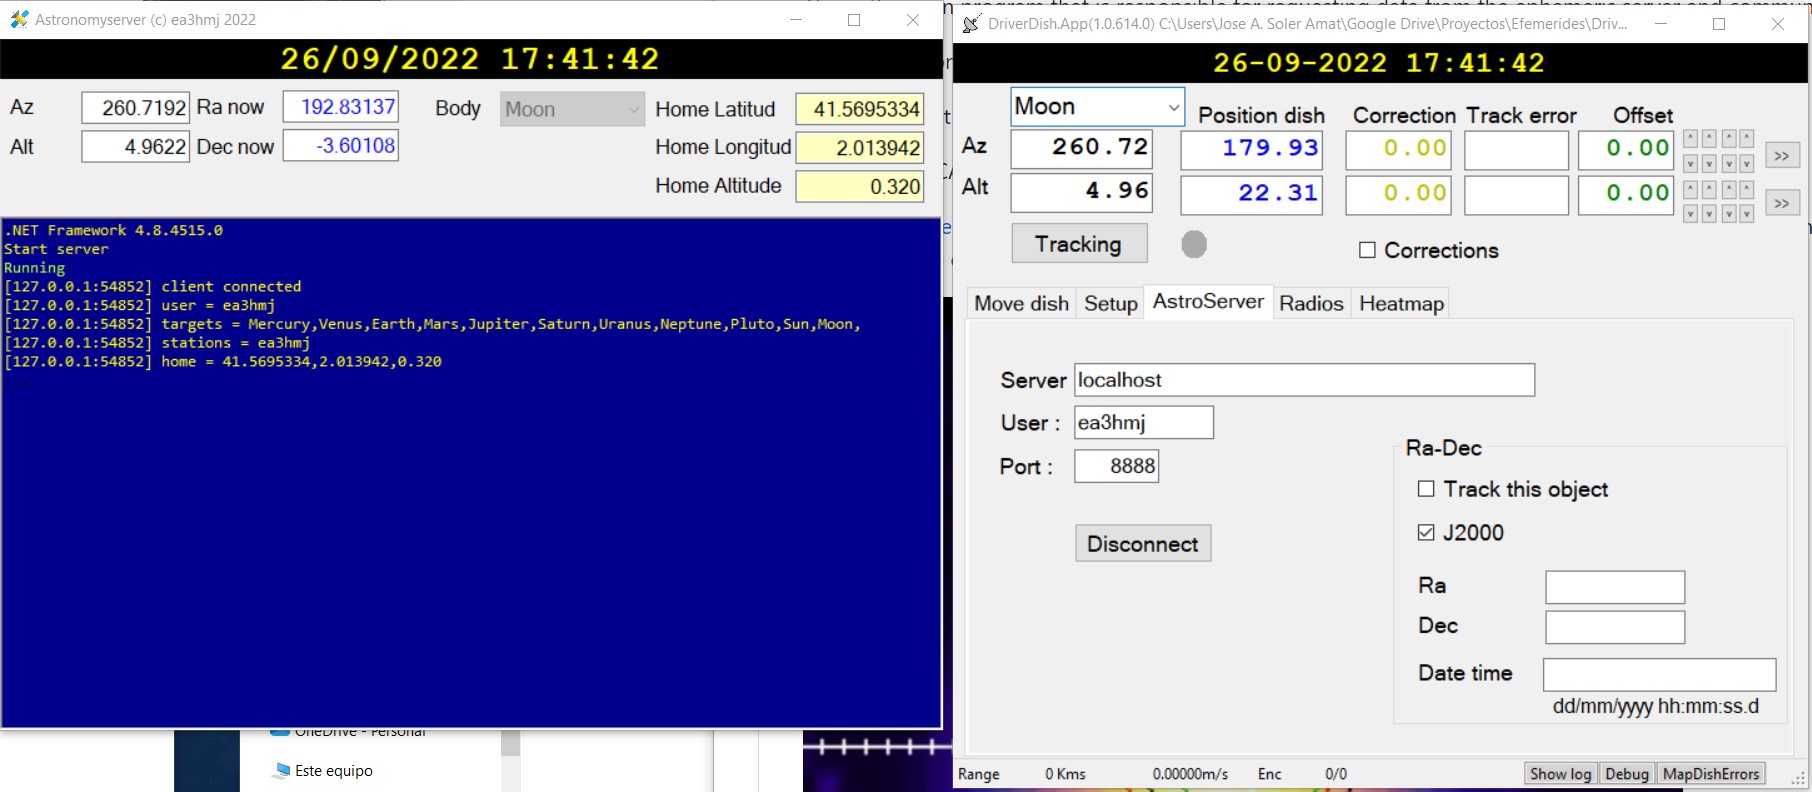 Astronomyserver (c) ea3hmj 2022
26/09/2022 17:41:42
Az 260.7192 Ra now 192.83137 Body Moon Home Latitud 41.5695334
Alt 4.9622 Dec now -3.60108 Home Longitud 2.013942
Home Altitude 0.320
.NET Framework 4.8.4515.0
Start server
Running
[127.0.0.1:54852] client connected
[127.0.0.1:54852] user = ea3hmj
[127.0.0.1:54852] targets = Mercury,Venus,Earth,Mars,Jupiter,Saturn,Uranus,Neptune,Pluto,Sun,Moon,
[127.0.0.1:54852] stations = ea3hmj
[127.0.0.1:54852] home = 41.5695334,2.013942,0.320
...
OneDrive - Personal
Este equipo
DriverDish.App(1.0.614.0) C:\Users\Jose A. Soler Amat\Google Drive\Proyectos\Efemerides\Driv...
26-09-2022 17:41:42
Moon Position dish Correction Track error Offset
Az 260.72 179.93 0.00 0.00 >>
Alt 4.96 22.31 0.00 0.00 >>
Tracking Corrections
Move dish Setup AstroServer Radios Heatmap
Server localhost
User : ea3hmj
Port : 8888
Disconnect
Ra-Dec
Track this object
J2000
Ra
Dec
Date time
dd/mm/yyyy hh:mm:ss.d
Range 0 Kms 0.00000m/s Enc 0/0 Show log Debug MapDishErrors